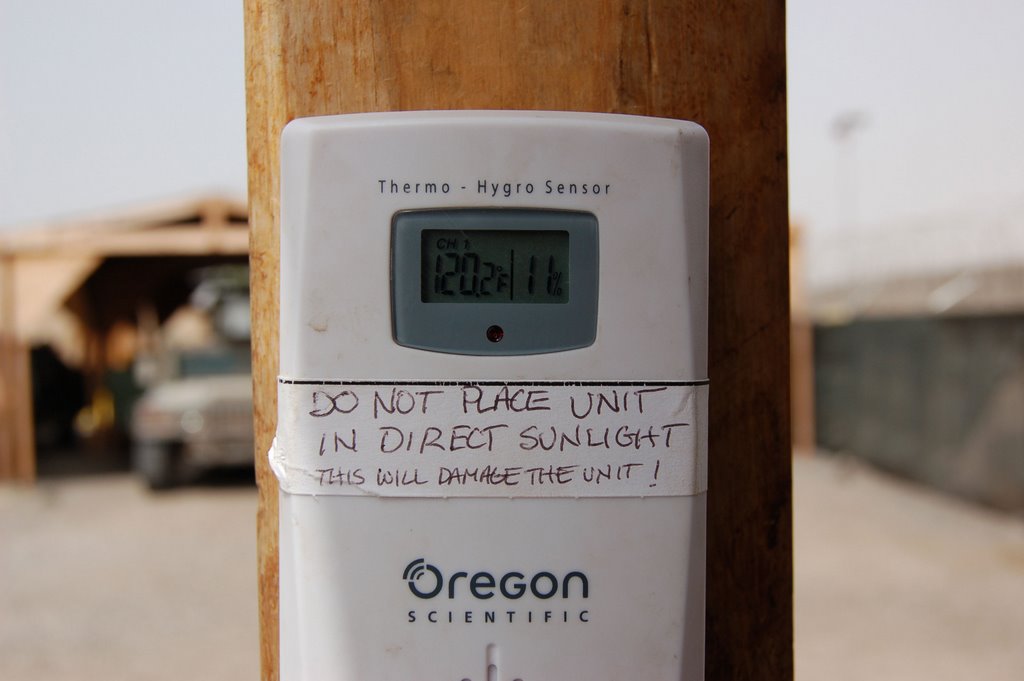 Thermo - Hygro Sensor
CH 1
120.2°F 11%
DO NOT PLACE UNIT
IN DIRECT SUNLIGHT
THIS WILL DAMAGE THE UNIT!
Oregon
SCIENTIFIC